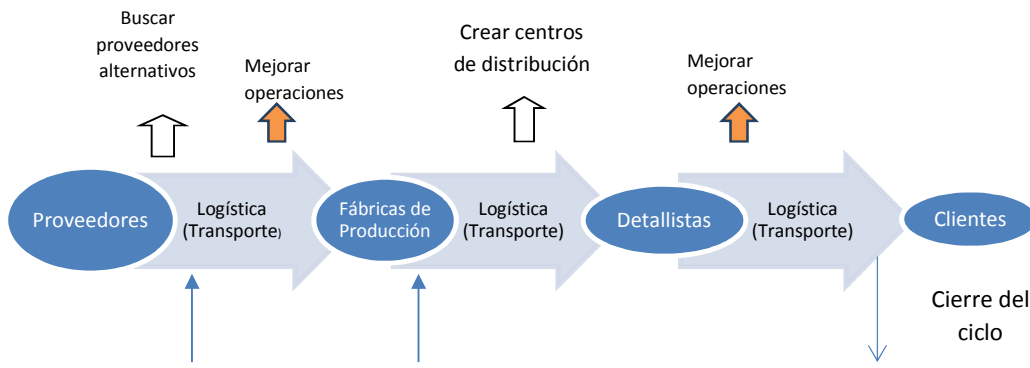 Buscar
proveedores
alternativos
Mejorar
operaciones
Crear centros
de distribución
Mejorar
operaciones
Proveedores
Logística
(Transporte)
Fábricas de
Producción
Logística
(Transporte)
Detallistas
Logística
(Transporte)
Clientes
Cierre del
ciclo